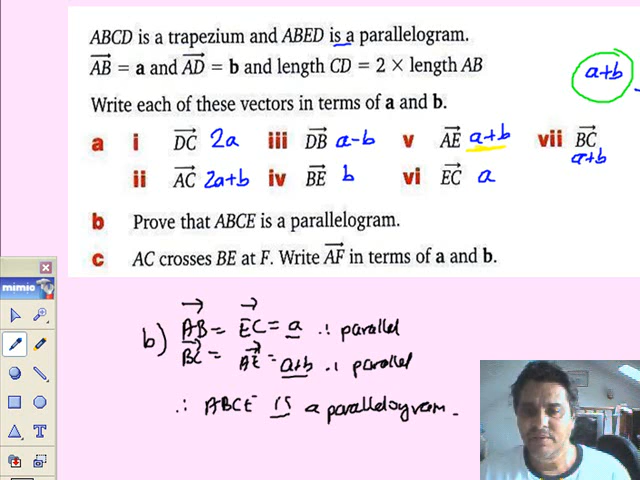 ABCD is a trapezium and ABED is a parallelogram.
AB = a and AD = b and length CD = 2 × length AB
a+b
Write each of these vectors in terms of a and b.
a i DC 2a iii DB a-b v AE a+b vii BC a+b
ii AC 2a+b iv BE b vi EC a
b Prove that ABCE is a parallelogram.
c AC crosses BE at F. Write AF in terms of a and b.
mimio
b) AB = EC = a ∴ parallel
BC = AE = a+b ∴ parallel
∴ ABCE is a parallelogram.